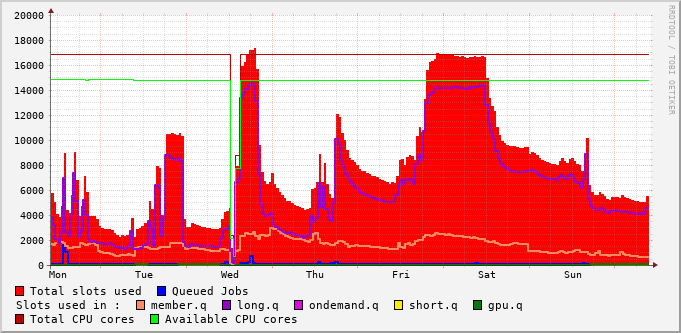 RRDTOOL / TOBI OETIKER
20000
18000
16000
14000
12000
10000
8000
6000
4000
2000
0
Mon Tue Wed Thu Fri Sat Sun
Total slots used Queued Jobs
Slots used in : member.q long.q ondemand.q short.q gpu.q
Total CPU cores Available CPU cores